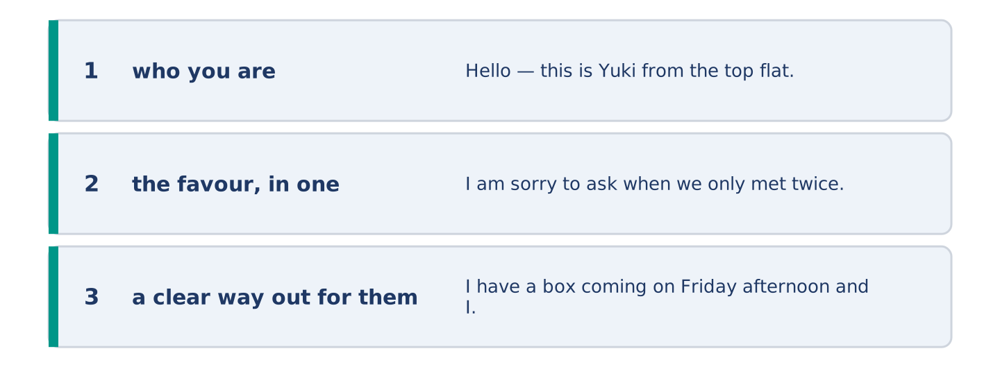 1 who you are Hello — this is Yuki from the top flat.
2 the favour, in one I am sorry to ask when we only met twice.
3 a clear way out for them I have a box coming on Friday afternoon and
I.